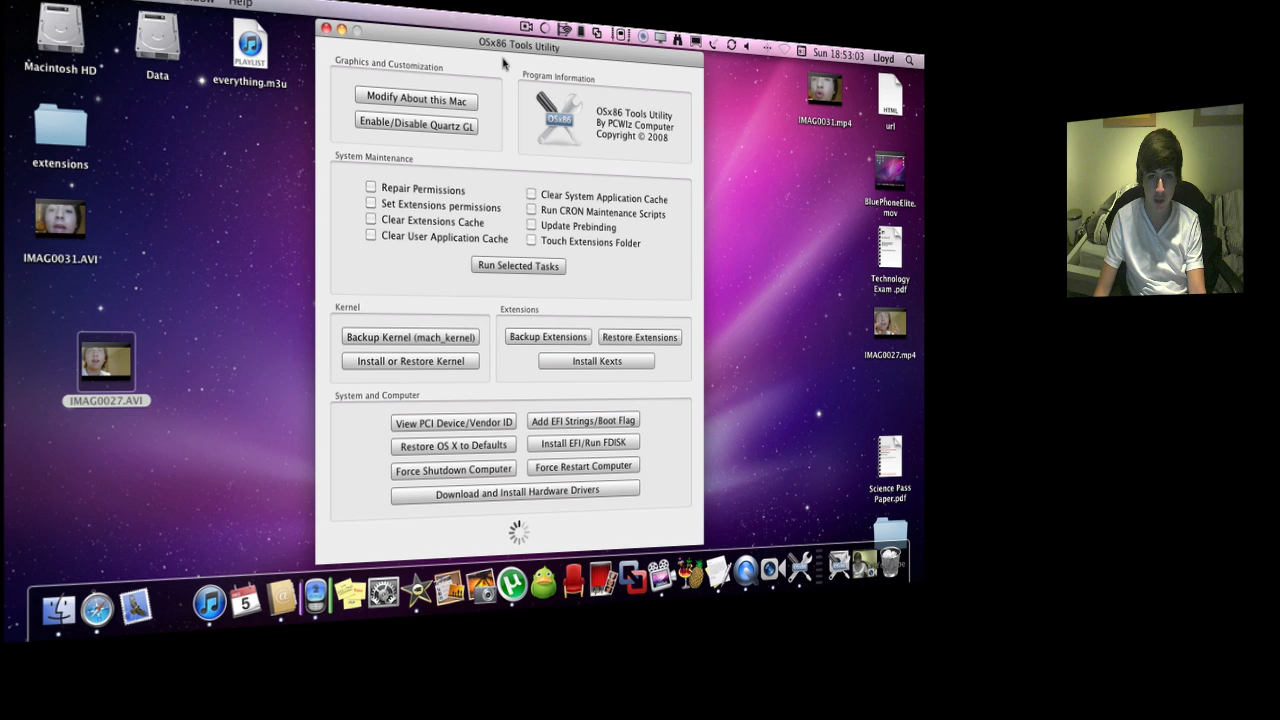 Help
Sun 18:53:03 Lloyd
Macintosh HD
Data
PLAYLIST
everything.m3u
extensions
IMAG0031.AVI
IMAG0027.AVI
OSx86 Tools Utility
Graphics and Customization
Modify About this Mac
Enable/Disable Quartz GL
Program Information
OSx86
OSx86 Tools Utility
By PCWIz Computer
Copyright © 2008
System Maintenance
Repair Permissions
Set Extensions permissions
Clear Extensions Cache
Clear User Application Cache
Clear System Application Cache
Run CRON Maintenance Scripts
Update Prebinding
Touch Extensions Folder
Run Selected Tasks
Kernel
Backup Kernel (mach_kernel)
Install or Restore Kernel
Extensions
Backup Extensions
Restore Extensions
Install Kexts
System and Computer
View PCI Device/Vendor ID
Add EFI Strings/Boot Flag
Restore OS X to Defaults
Install EFI/Run FDISK
Force Shutdown Computer
Force Restart Computer
Download and Install Hardware Drivers
IMAG0031.mp4
HTML
url
BluePhoneElite.
mov
Technology
Exam .pdf
IMAG0027.mp4
Science Pass
Paper.pdf
5